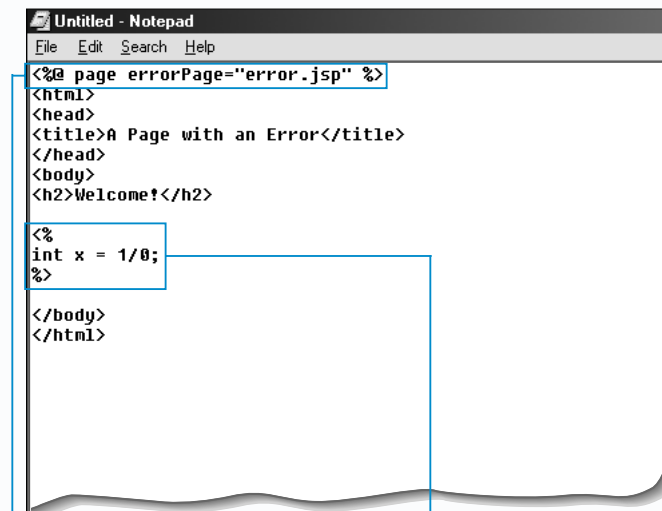 Untitled - Notepad
File Edit Search Help
<%@ page errorPage="error.jsp" %>
<html>
<head>
<title>A Page with an Error</title>
</head>
<body>
<h2>Welcome!</h2>
<%
int x = 1/0;
%>
</body>
</html>